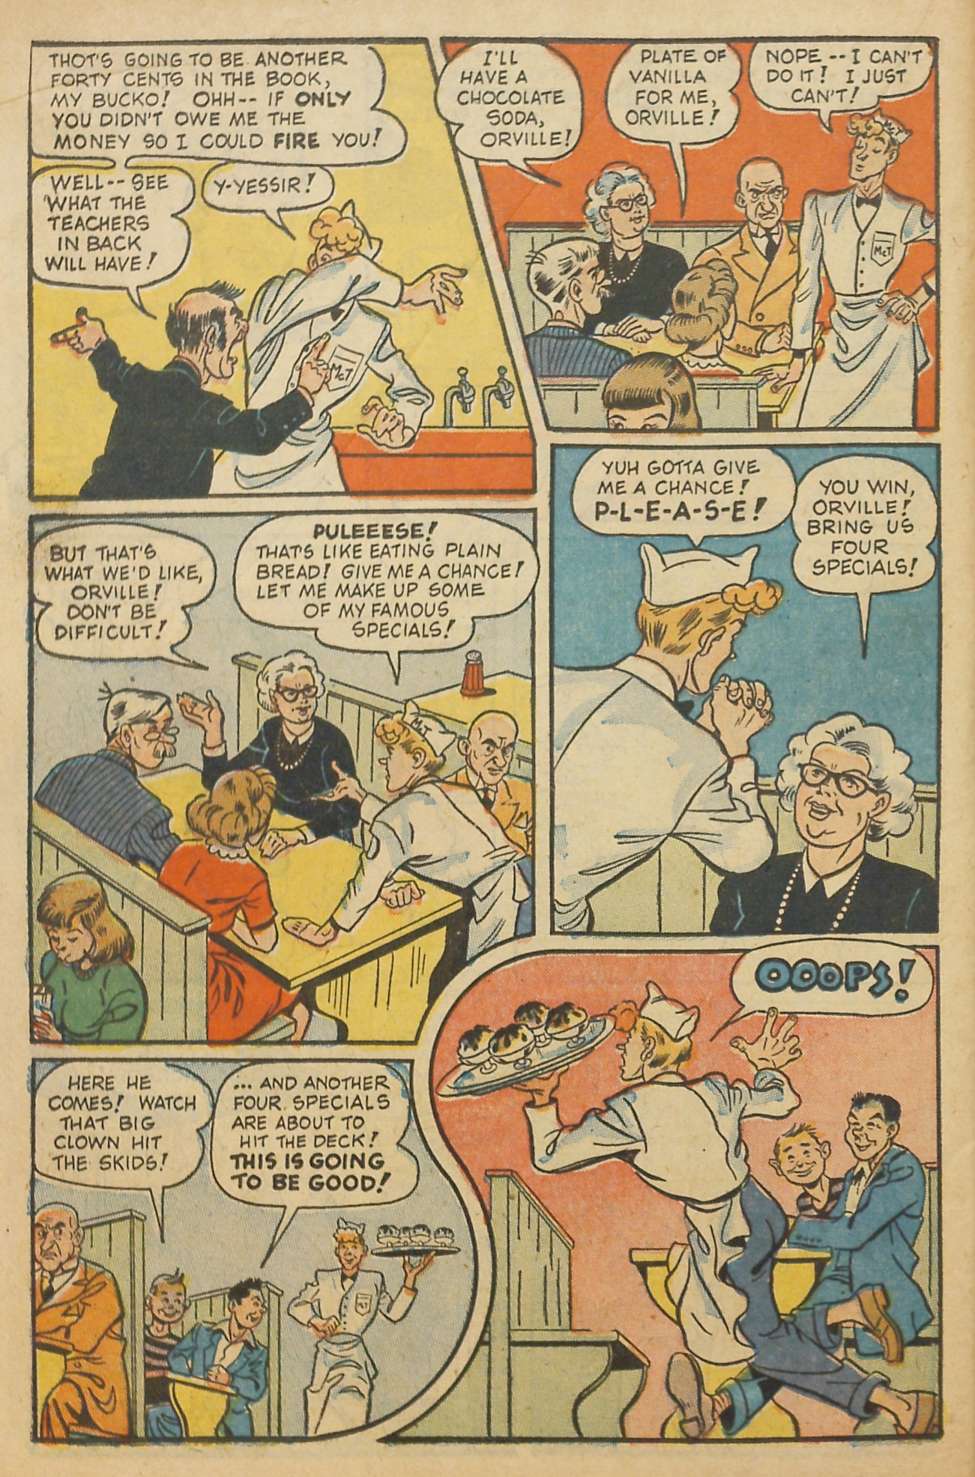 THOT'S GOING TO BE ANOTHER
FORTY CENTS IN THE BOOK,
MY BUCKO! OHH-- IF ONLY
YOU DIDN'T OWE ME THE
MONEY SO I COULD FIRE YOU!
WELL-- SEE
WHAT THE
TEACHERS
IN BACK
WILL HAVE!
Y-YESSIR!
McT
I'LL
HAVE A
CHOCOLATE
SODA,
ORVILLE!
PLATE OF
VANILLA
FOR ME,
ORVILLE!
NOPE -- I CAN'T
DO IT! I JUST
CAN'T!
McT
BUT THAT'S
WHAT WE'D LIKE,
ORVILLE!
DON'T BE
DIFFICULT!
PULEEESE!
THAT'S LIKE EATING PLAIN
BREAD! GIVE ME A CHANCE!
LET ME MAKE UP SOME
OF MY FAMOUS
SPECIALS!
McT
YUH GOTTA GIVE
ME A CHANCE!
P-L-E-A-S-E!
YOU WIN,
ORVILLE!
BRING US
FOUR
SPECIALS!
HERE HE
COMES! WATCH
THAT BIG
CLOWN HIT
THE SKIDS!
... AND ANOTHER
FOUR SPECIALS
ARE ABOUT TO
HIT THE DECK!
THIS IS GOING
TO BE GOOD!
McT
OOOPS!